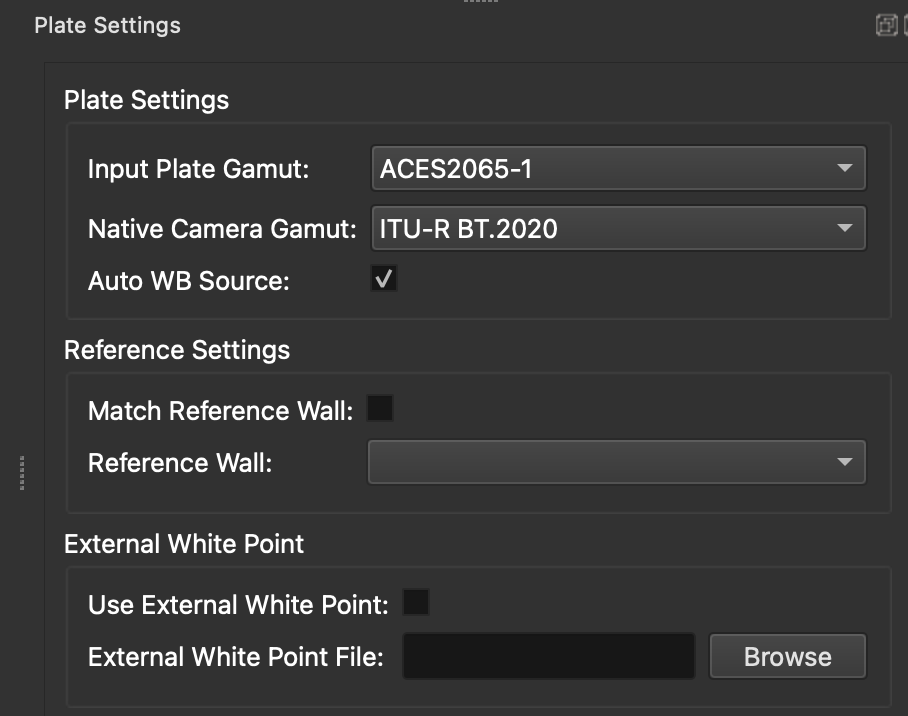 Plate Settings
Plate Settings
Input Plate Gamut: ACES2065-1
Native Camera Gamut: ITU-R BT.2020
Auto WB Source:
Reference Settings
Match Reference Wall:
Reference Wall:
External White Point
Use External White Point:
External White Point File: Browse